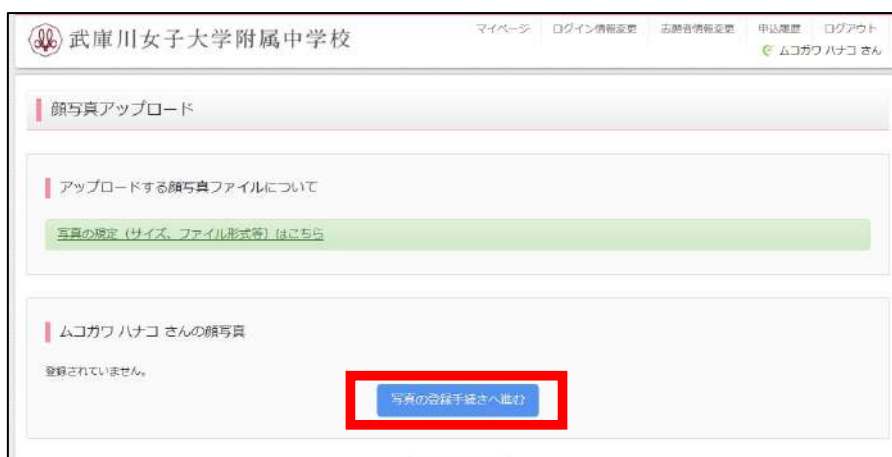 武庫川女子大学附属中学校
マイページ ログイン情報変更 志願者情報変更 申込履歴 ログアウト
ムコガワ ハナコ さん
顔写真アップロード
アップロードする顔写真ファイルについて
写真の規定（サイズ、ファイル形式等）はこちら
ムコガワ ハナコ さんの顔写真
登録されていません。
写真の登録手続きへ進む